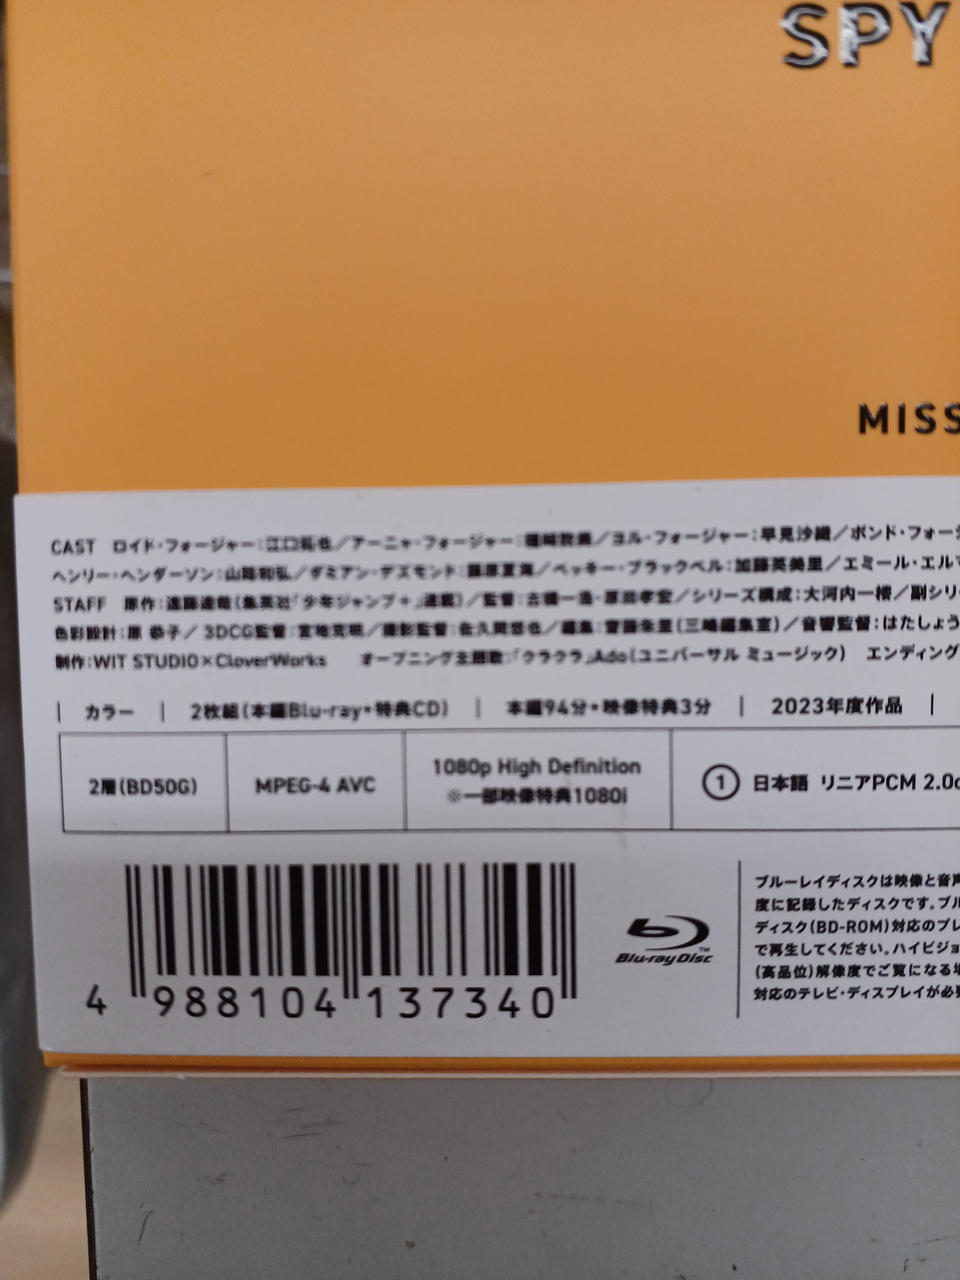 SPY
MISS
CAST ロイド・フォージャー:江口拓也/アーニャ・フォージャー:種﨑敦美/ヨル・フォージャー:早見沙織/ボンド・フォージ
ヘンリー・ヘンダーソン:山路和弘/ダミアン・デズモンド:藤原夏海/ベッキー・ブラックベル:加藤英美里/エミール・エルマ
STAFF 原作:遠藤達哉(集英社「少年ジャンプ+」連載)/監督:古橋一浩・原田孝宏/シリーズ構成:大河内一楼/副シリ
色彩設計:原 恭子/3DCG監督:宮地克明/撮影監督:佐久間悠也/編集:齋藤朱里(三嶋編集室)/音響監督:はたしょう
制作:WIT STUDIO×CloverWorks オープニング主題歌:「クラクラ」Ado(ユニバーサル ミュージック) エンディング
| カラー | 2枚組(本編Blu-ray+特典CD) | 本編94分+映像特典3分 | 2023年度作品 |
2層(BD50G) MPEG-4 AVC 1080p High Definition ① 日本語 リニアPCM 2.0c
※一部映像特典1080i
ブルーレイディスクは映像と音声
度に記録したディスクです。ブル
ディスク(BD-ROM)対応のプレ
で再生してください。ハイビジョ
(高品位)解像度でご覧になる場
対応のテレビ・ディスプレイが必要
Blu-ray Disc™
4 988104 137340